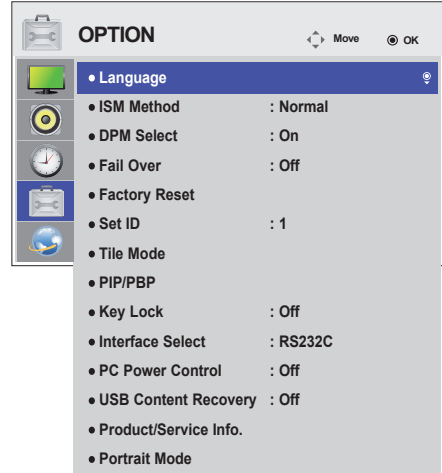 OPTION Move OK
● Language
● ISM Method : Normal
● DPM Select : On
● Fail Over : Off
● Factory Reset
● Set ID : 1
● Tile Mode
● PIP/PBP
● Key Lock : Off
● Interface Select : RS232C
● PC Power Control : Off
● USB Content Recovery : Off
● Product/Service Info.
● Portrait Mode